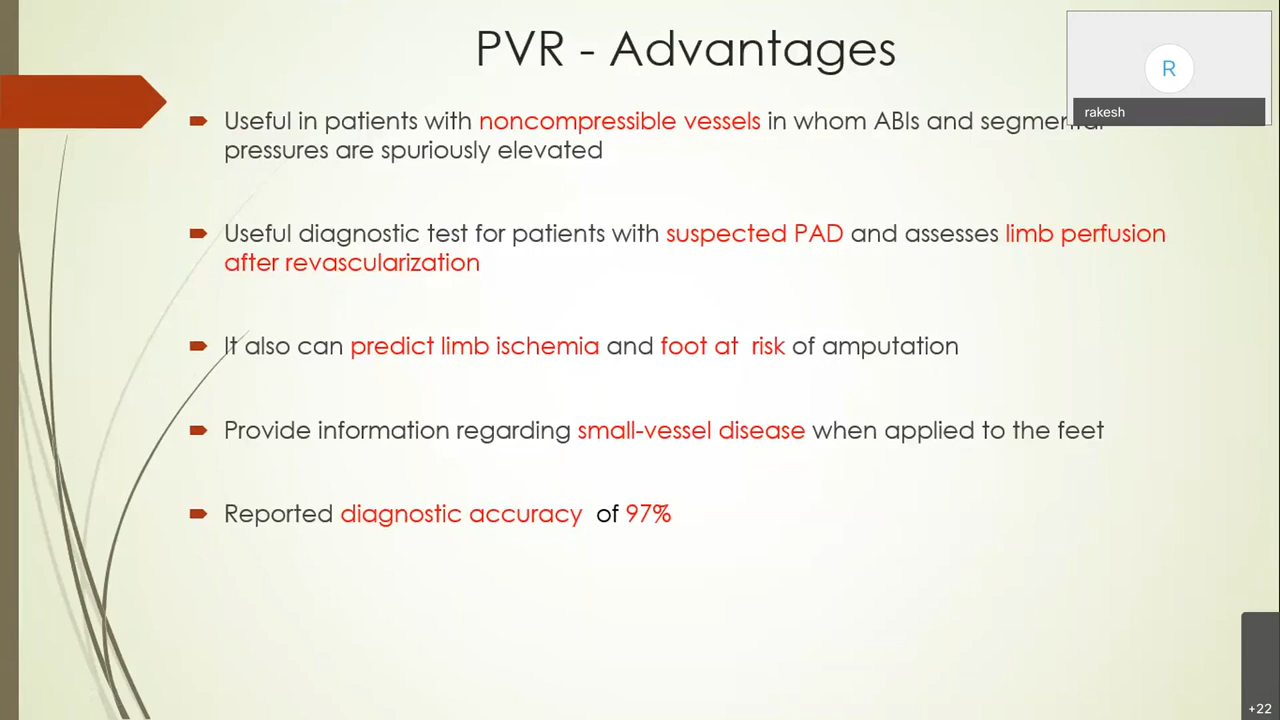 PVR - Advantages
R
rakesh
Useful in patients with noncompressible vessels in whom ABIs and segmental
pressures are spuriously elevated
Useful diagnostic test for patients with suspected PAD and assesses limb perfusion
after revascularization
It also can predict limb ischemia and foot at  risk of amputation
Provide information regarding small-vessel disease when applied to the feet
Reported diagnostic accuracy  of 97%
+22